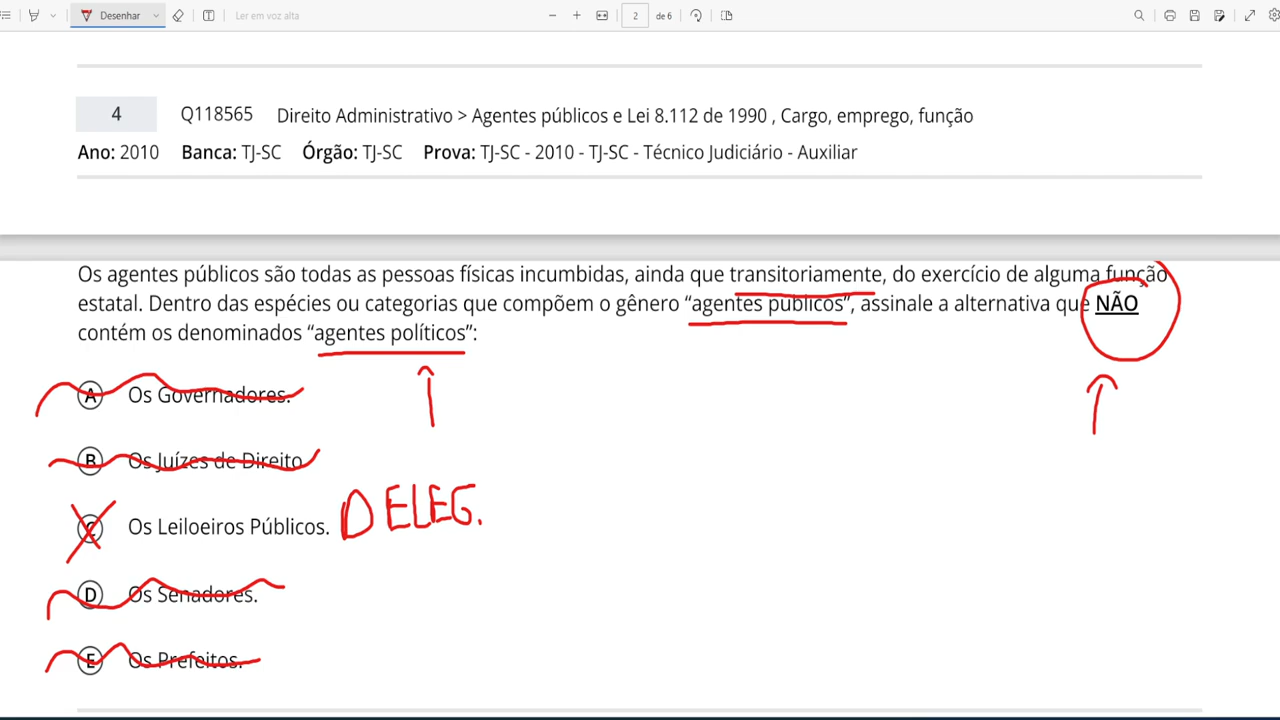 Desenhar
Ler em voz alta
2 de 6
4 Q118565 Direito Administrativo > Agentes públicos e Lei 8.112 de 1990 , Cargo, emprego, função
Ano: 2010 Banca: TJ-SC Órgão: TJ-SC Prova: TJ-SC - 2010 - TJ-SC - Técnico Judiciário - Auxiliar
Os agentes públicos são todas as pessoas físicas incumbidas, ainda que transitoriamente, do exercício de alguma função
estatal. Dentro das espécies ou categorias que compõem o gênero “agentes públicos”, assinale a alternativa que NÃO
contém os denominados “agentes políticos”:
A Os Governadores.
B Os Juízes de Direito
C Os Leiloeiros Públicos. DELEG.
D Os Senadores.
E Os Prefeitos.